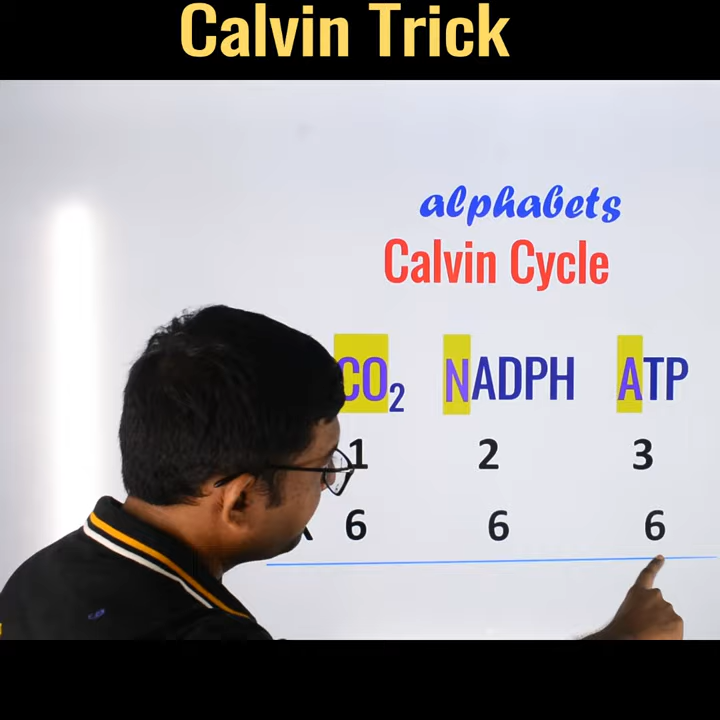 Calvin Trick
alphabets
Calvin Cycle
CO2 NADPH ATP
1 2 3
6 6 6